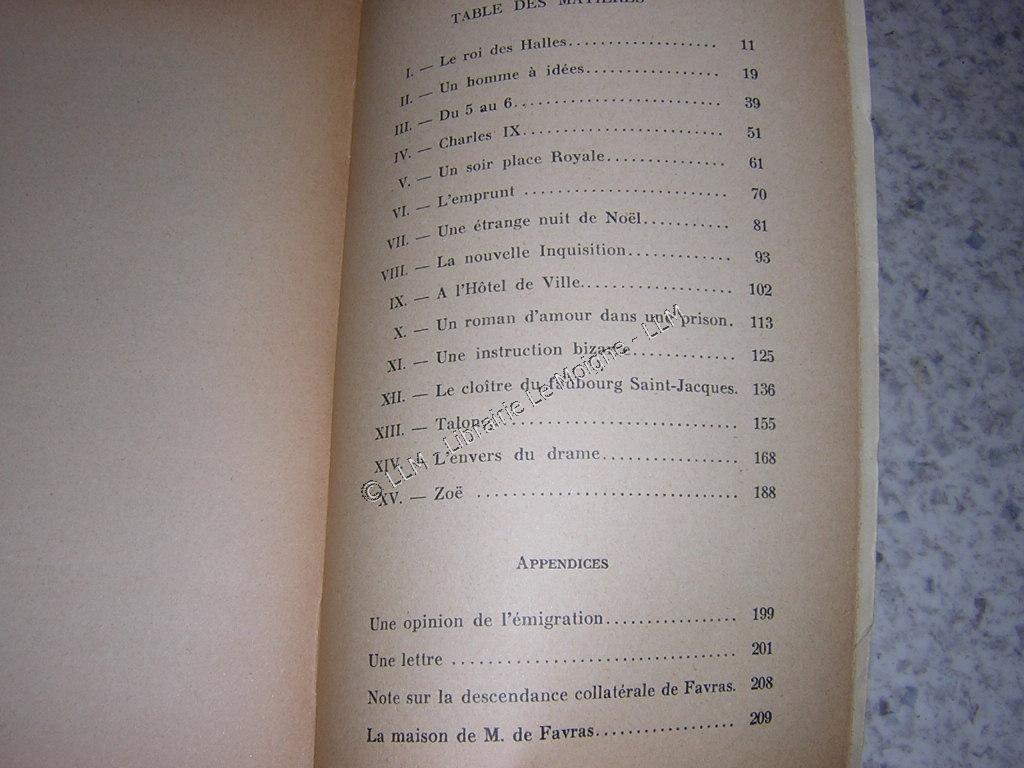 TABLE DES MATIÈRES
I. — Le roi des Halles................... 11
II. — Un homme à idées................. 19
III. — Du 5 au 6.......................... 39
IV. — Charles IX......................... 51
V. — Un soir place Royale............... 61
VI. — L'emprunt .......................... 70
VII. — Une étrange nuit de Noël........... 81
VIII. — La nouvelle Inquisition............. 93
IX. — A l'Hôtel de Ville................... 102
X. — Un roman d'amour dans une prison. 113
XI. — Une instruction bizarre............. 125
XII. — Le cloître du faubourg Saint-Jacques. 136
XIII. — Talon............................... 155
XIV. — L'envers du drame................. 168
XV. — Zoë ................................. 188
APPENDICES
Une opinion de l'émigration................. 199
Une lettre .................................... 201
Note sur la descendance collatérale de Favras. 208
La maison de M. de Favras.................. 209
© LLM - Librairie Le Moigne - LLM